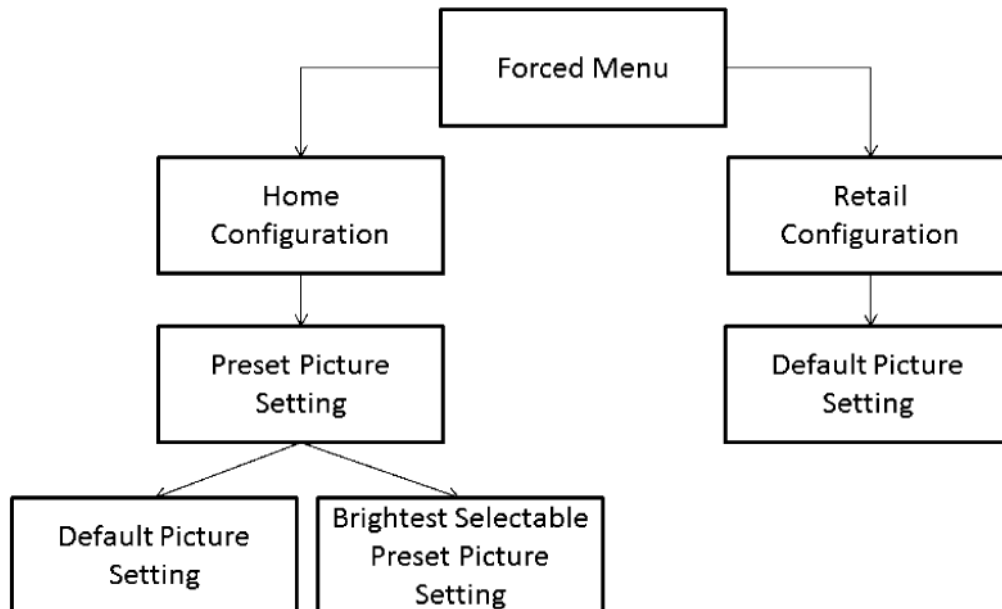 Forced Menu
Home
Configuration
Retail
Configuration
Preset Picture
Setting
Default Picture
Setting
Default Picture
Setting
Brightest Selectable
Preset Picture
Setting